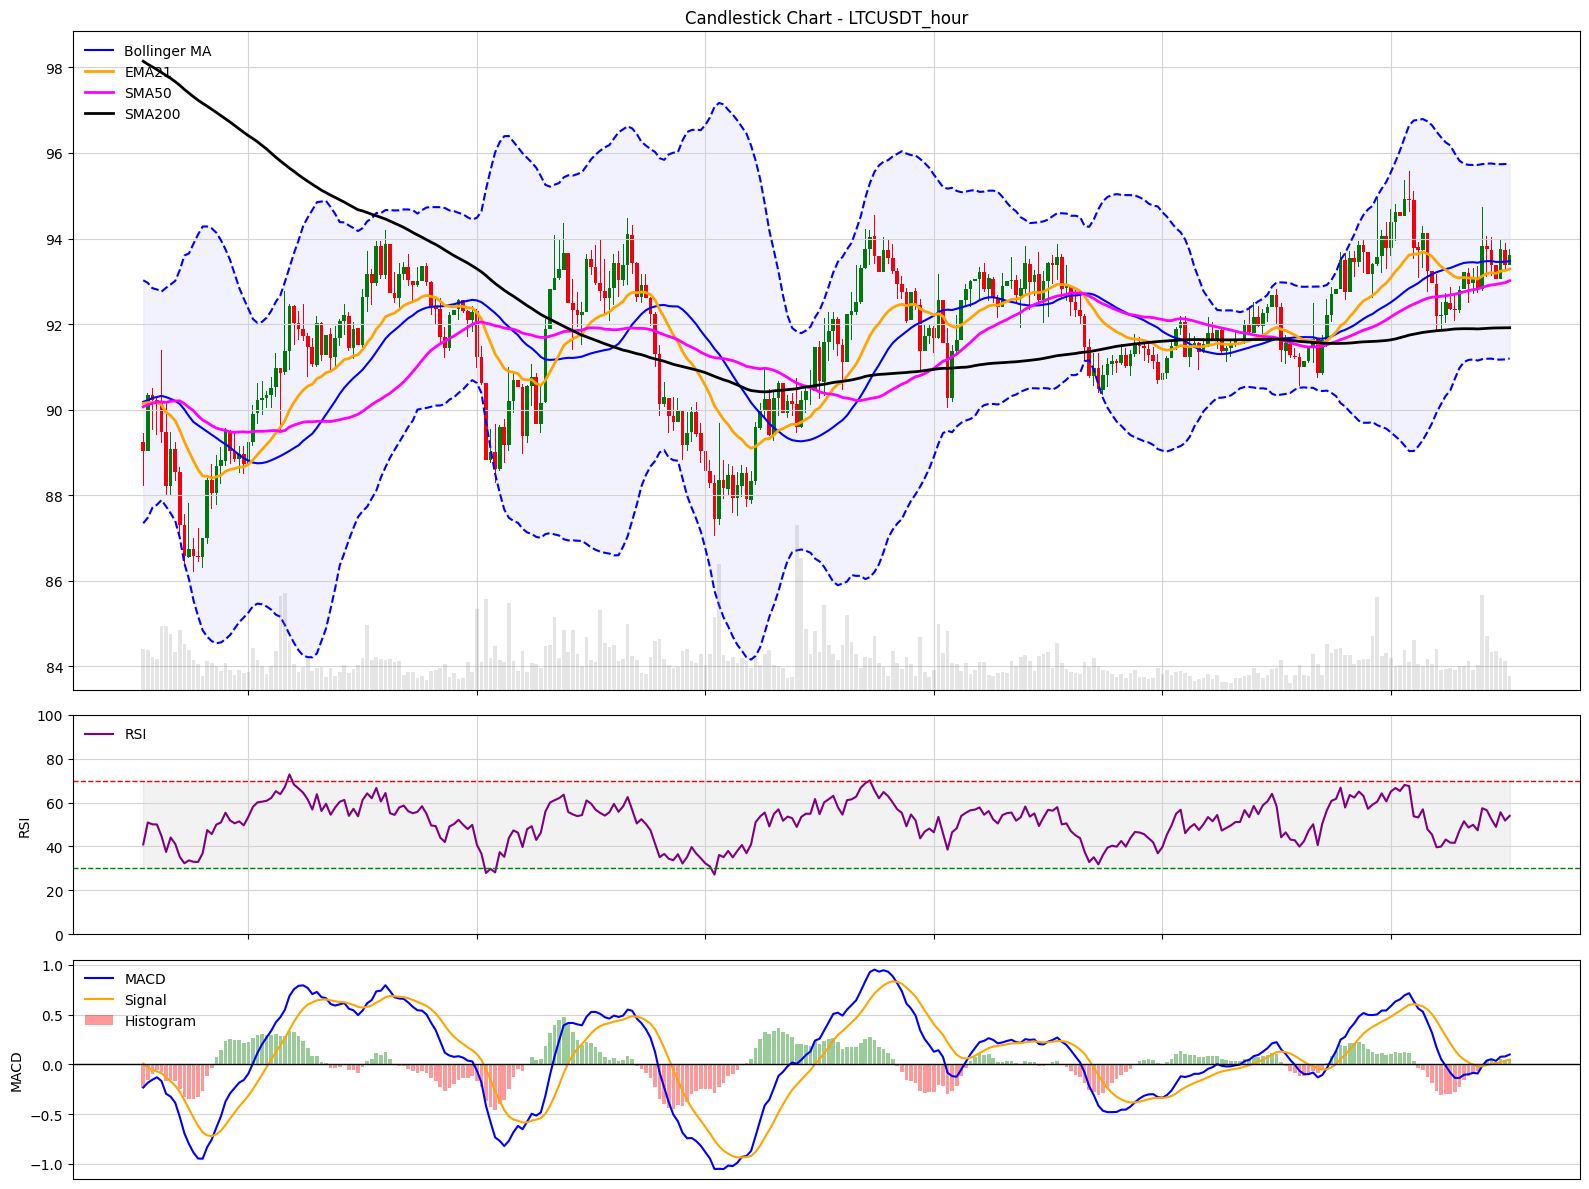 Candlestick Chart - LTCUSDT_hour
Bollinger MA
EMA21
SMA50
SMA200
98
96
94
92
90
88
86
84
RSI
100
80
60
40
20
0
RSI
MACD
Signal
Histogram
1.0
0.5
0.0
−0.5
−1.0
MACD